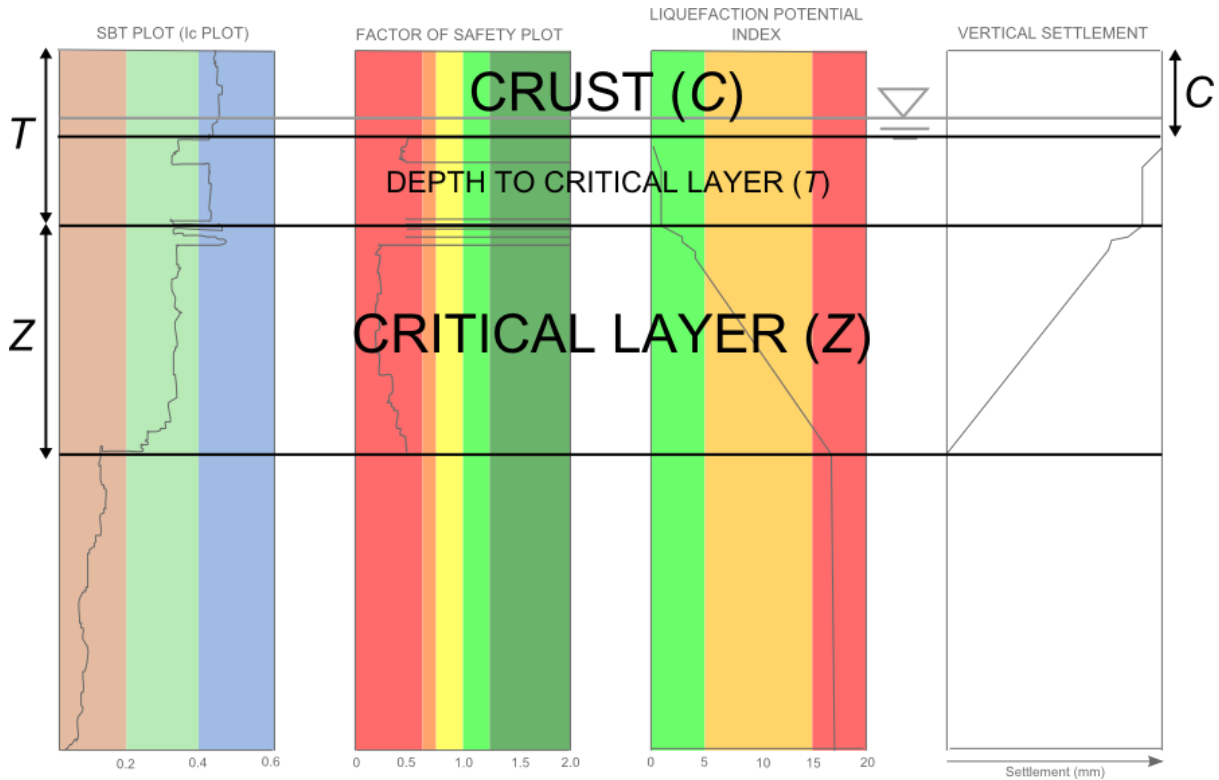 SBT PLOT (Ic PLOT)
FACTOR OF SAFETY PLOT
LIQUEFACTION POTENTIAL
INDEX
VERTICAL SETTLEMENT
CRUST (C)
C
T
DEPTH TO CRITICAL LAYER (T)
Z
CRITICAL LAYER (Z)
0.2 0.4 0.6
0 0.5 1.0 1.5 2.0
0 5 10 15 20
Settlement (mm)